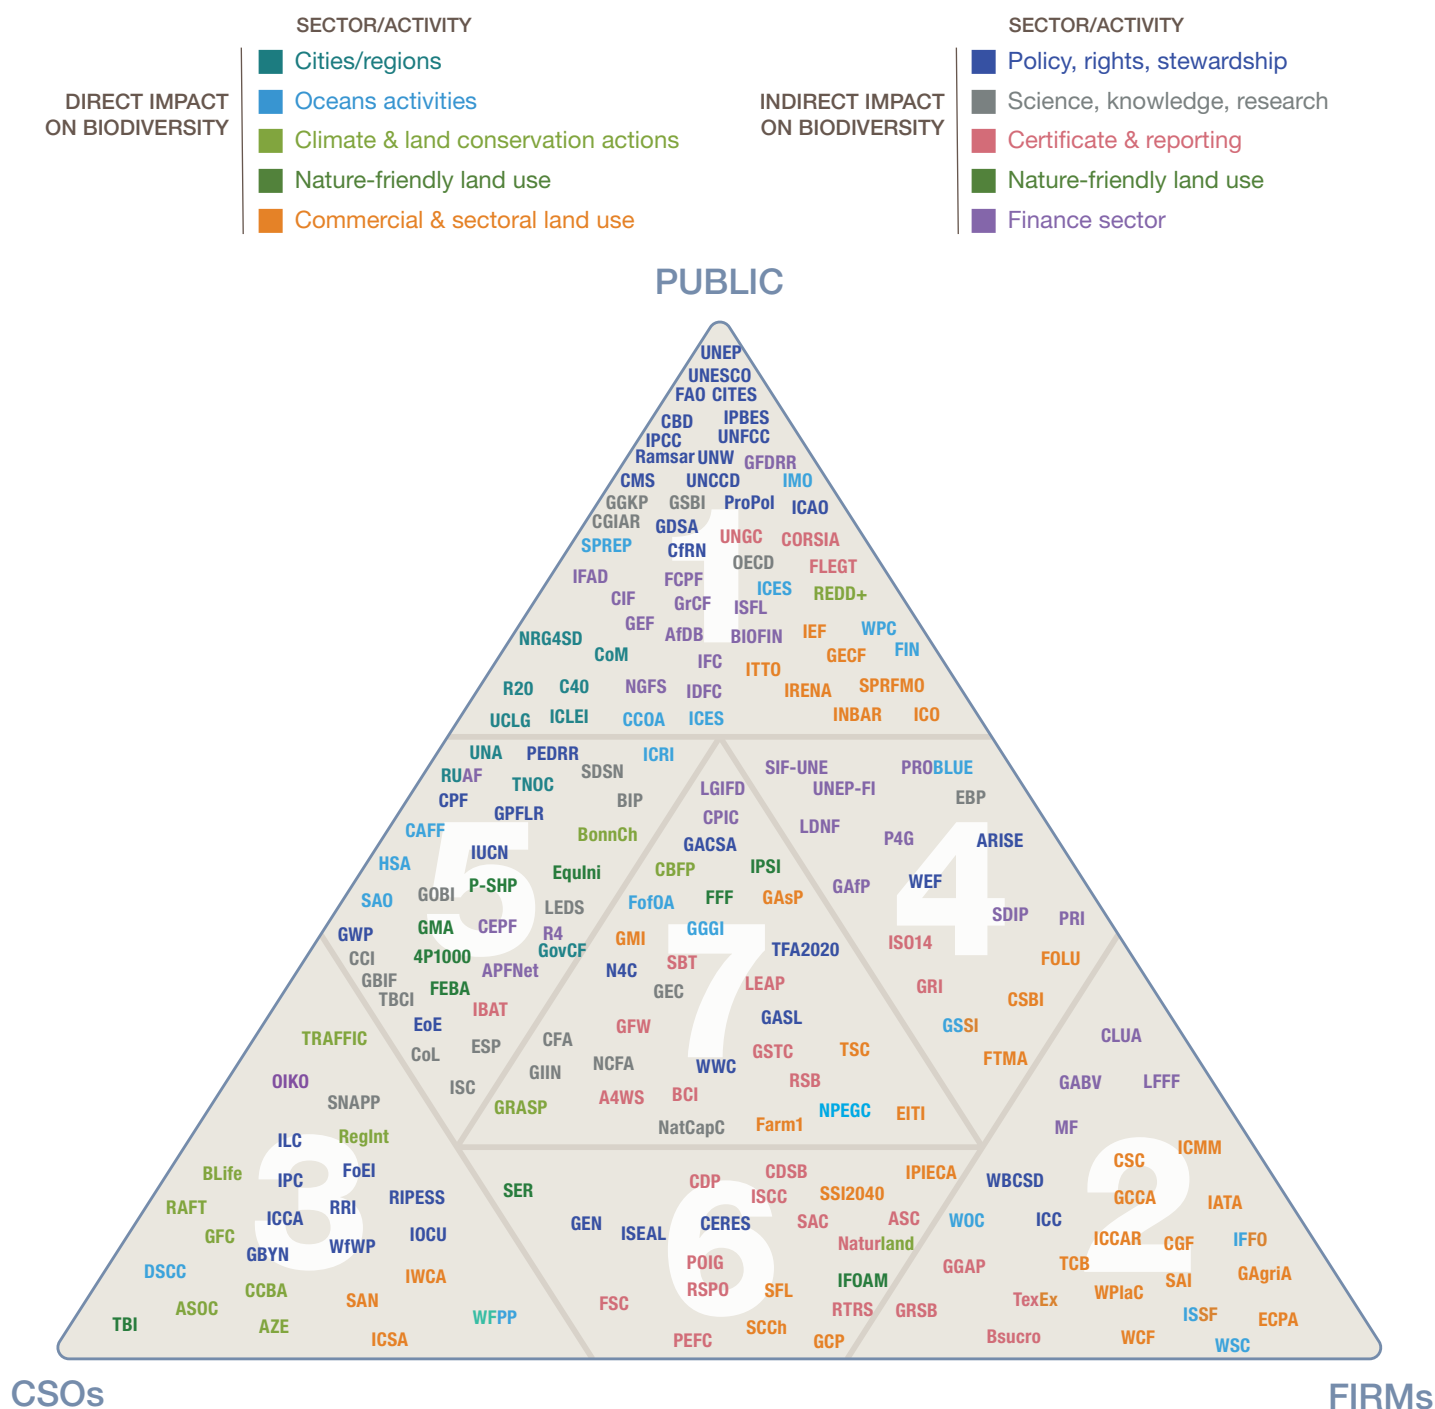 SECTOR/ACTIVITY
Cities/regions
Oceans activities
Climate & land conservation actions
Nature-friendly land use
Commercial & sectoral land use
DIRECT IMPACT
ON BIODIVERSITY
SECTOR/ACTIVITY
Policy, rights, stewardship
Science, knowledge, research
Certificate & reporting
Nature-friendly land use
Finance sector
INDIRECT IMPACT
ON BIODIVERSITY
PUBLIC
UNEP
UNESCO
FAO CITES
CBD IPBES
IPCC UNFCC
Ramsar UNW GFDRR
CMS UNCCD IMO
GGKP GSBI ProPol ICAO
CGIAR GDSA UNGC CORSIA
SPREP CfRN OECD FLEGT
IFAD FCPF ICES REDD+
CIF GrCF ISFL
GEF AfDB BIOFIN IEF WPC
NRG4SD CoM IFC GECF FIN
ITTO
R20 C40 NGFS IDFC IRENA SPRFMO
UCLG ICLEI CCOA ICES INBAR ICO
1
UNA PEDRR ICRI
RUAF TNOC SDSN
CPF GPFLR BIP
CAFF BonnCh
HSA IUCN EquIni
SAO GOBI P-SHP LEDS
GWP GMA CEPF R4
CCI 4P1000 GovCF
GBIF APFNet
TBCI FEBA IBAT
EoE
CoL ESP
ISC
5
LGIFD
CPIC
GACSA
CBFP IPSI
FofOA FFF GAsP
GMI GGGI
N4C SBT TFA2020
GEC LEAP
GFW GASL
CFA NCFA GSTC TSC
GIIN WWC RSB
GRASP A4WS BCI NPEGC EITI
NatCapC Farm1
7
SIF-UNE PROBLUE
UNEP-FI EBP
LDNF P4G ARISE
GAfP WEF
SDIP PRI
ISO14 FOLU
GRI CSBI
GSSI
FTMA
4
TRAFFIC
OIKO
SNAPP
ILC RegInt
BLife IPC FoEI
RAFT ICCA RRI RIPESS
GFC GBYN WfWP IOCU
DSCC CCBA IWCA
ASOC SAN
TBI AZE ICSA
WFPP
3
SER CDP CDSB IPIECA
ISCC SSI2040
GEN ISEAL CERES SAC ASC
Naturland
POIG
RSPO SFL IFOAM
FSC RTRS
PEFC SCCh GCP
6
CLUA
GABV LFFF
MF ICMM
WBCSD CSC
GCCA IATA
WOC ICC
ICCAR CGF IFFO
GGAP TCB SAI GAgriA
TexEx WPlaC
GRSB ISSF ECPA
Bsucro WCF WSC
2
CSOs
FIRMs